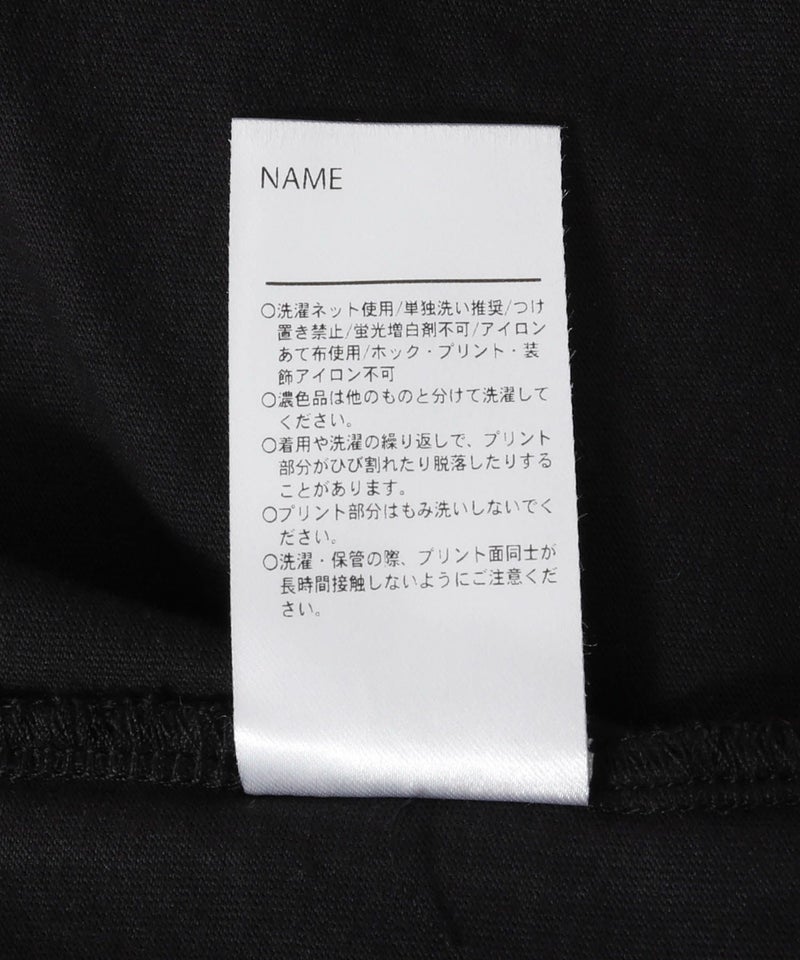 NAME
○洗濯ネット使用/単独洗い推奨/つけ
置き禁止/蛍光増白剤不可/アイロン
あて布使用/ホック・プリント・装
飾アイロン不可
○濃色品は他のものと分けて洗濯して
ください。
○着用や洗濯の繰り返しで、プリント
部分がひび割れたり脱落したりする
ことがあります。
○プリント部分はもみ洗いしないでく
ださい。
○洗濯・保管の際、プリント面同士が
長時間接触しないようにご注意くだ
さい。